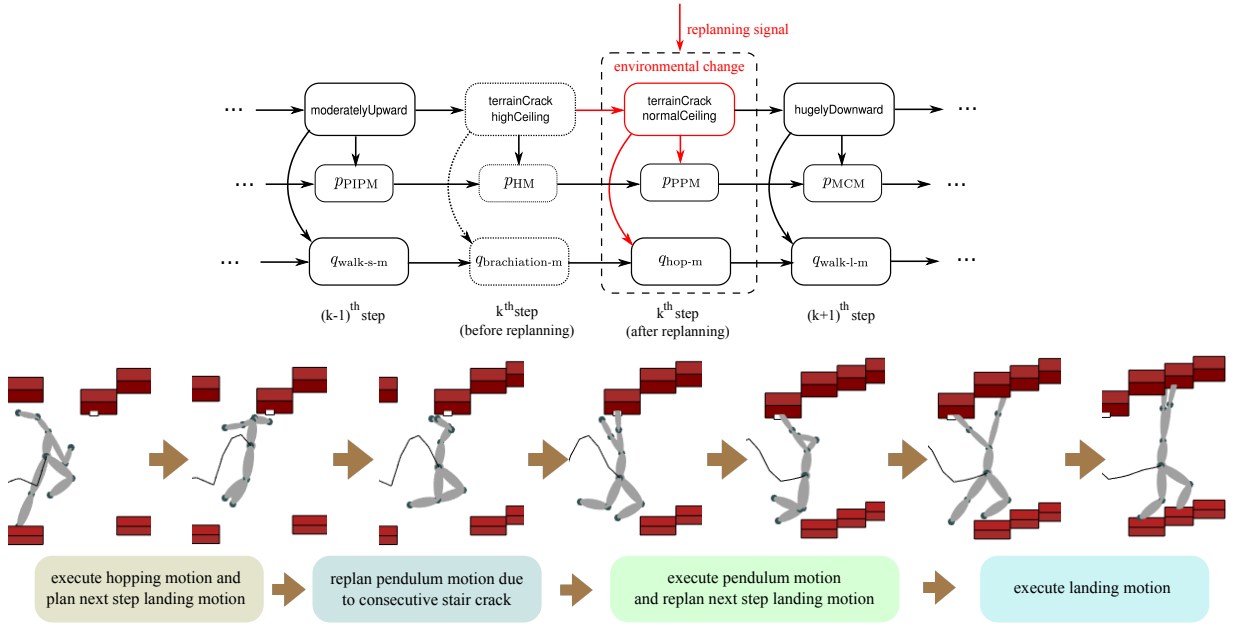 replanning signal
environmental change
... moderatelyUpward terrainCrack terrainCrack hugelyDownward ...
highCeiling normalCeiling
... pPIPM pHM pPPM pMCM ...
... qwalk-s-m qbrachiation-m qhop-m qwalk-l-m ...
(k-1)th step kth step kth step (k+1)th step
(before replanning) (after replanning)
execute hopping motion and replan pendulum motion due execute pendulum motion execute landing motion
plan next step landing motion to consecutive stair crack and replan next step landing motion